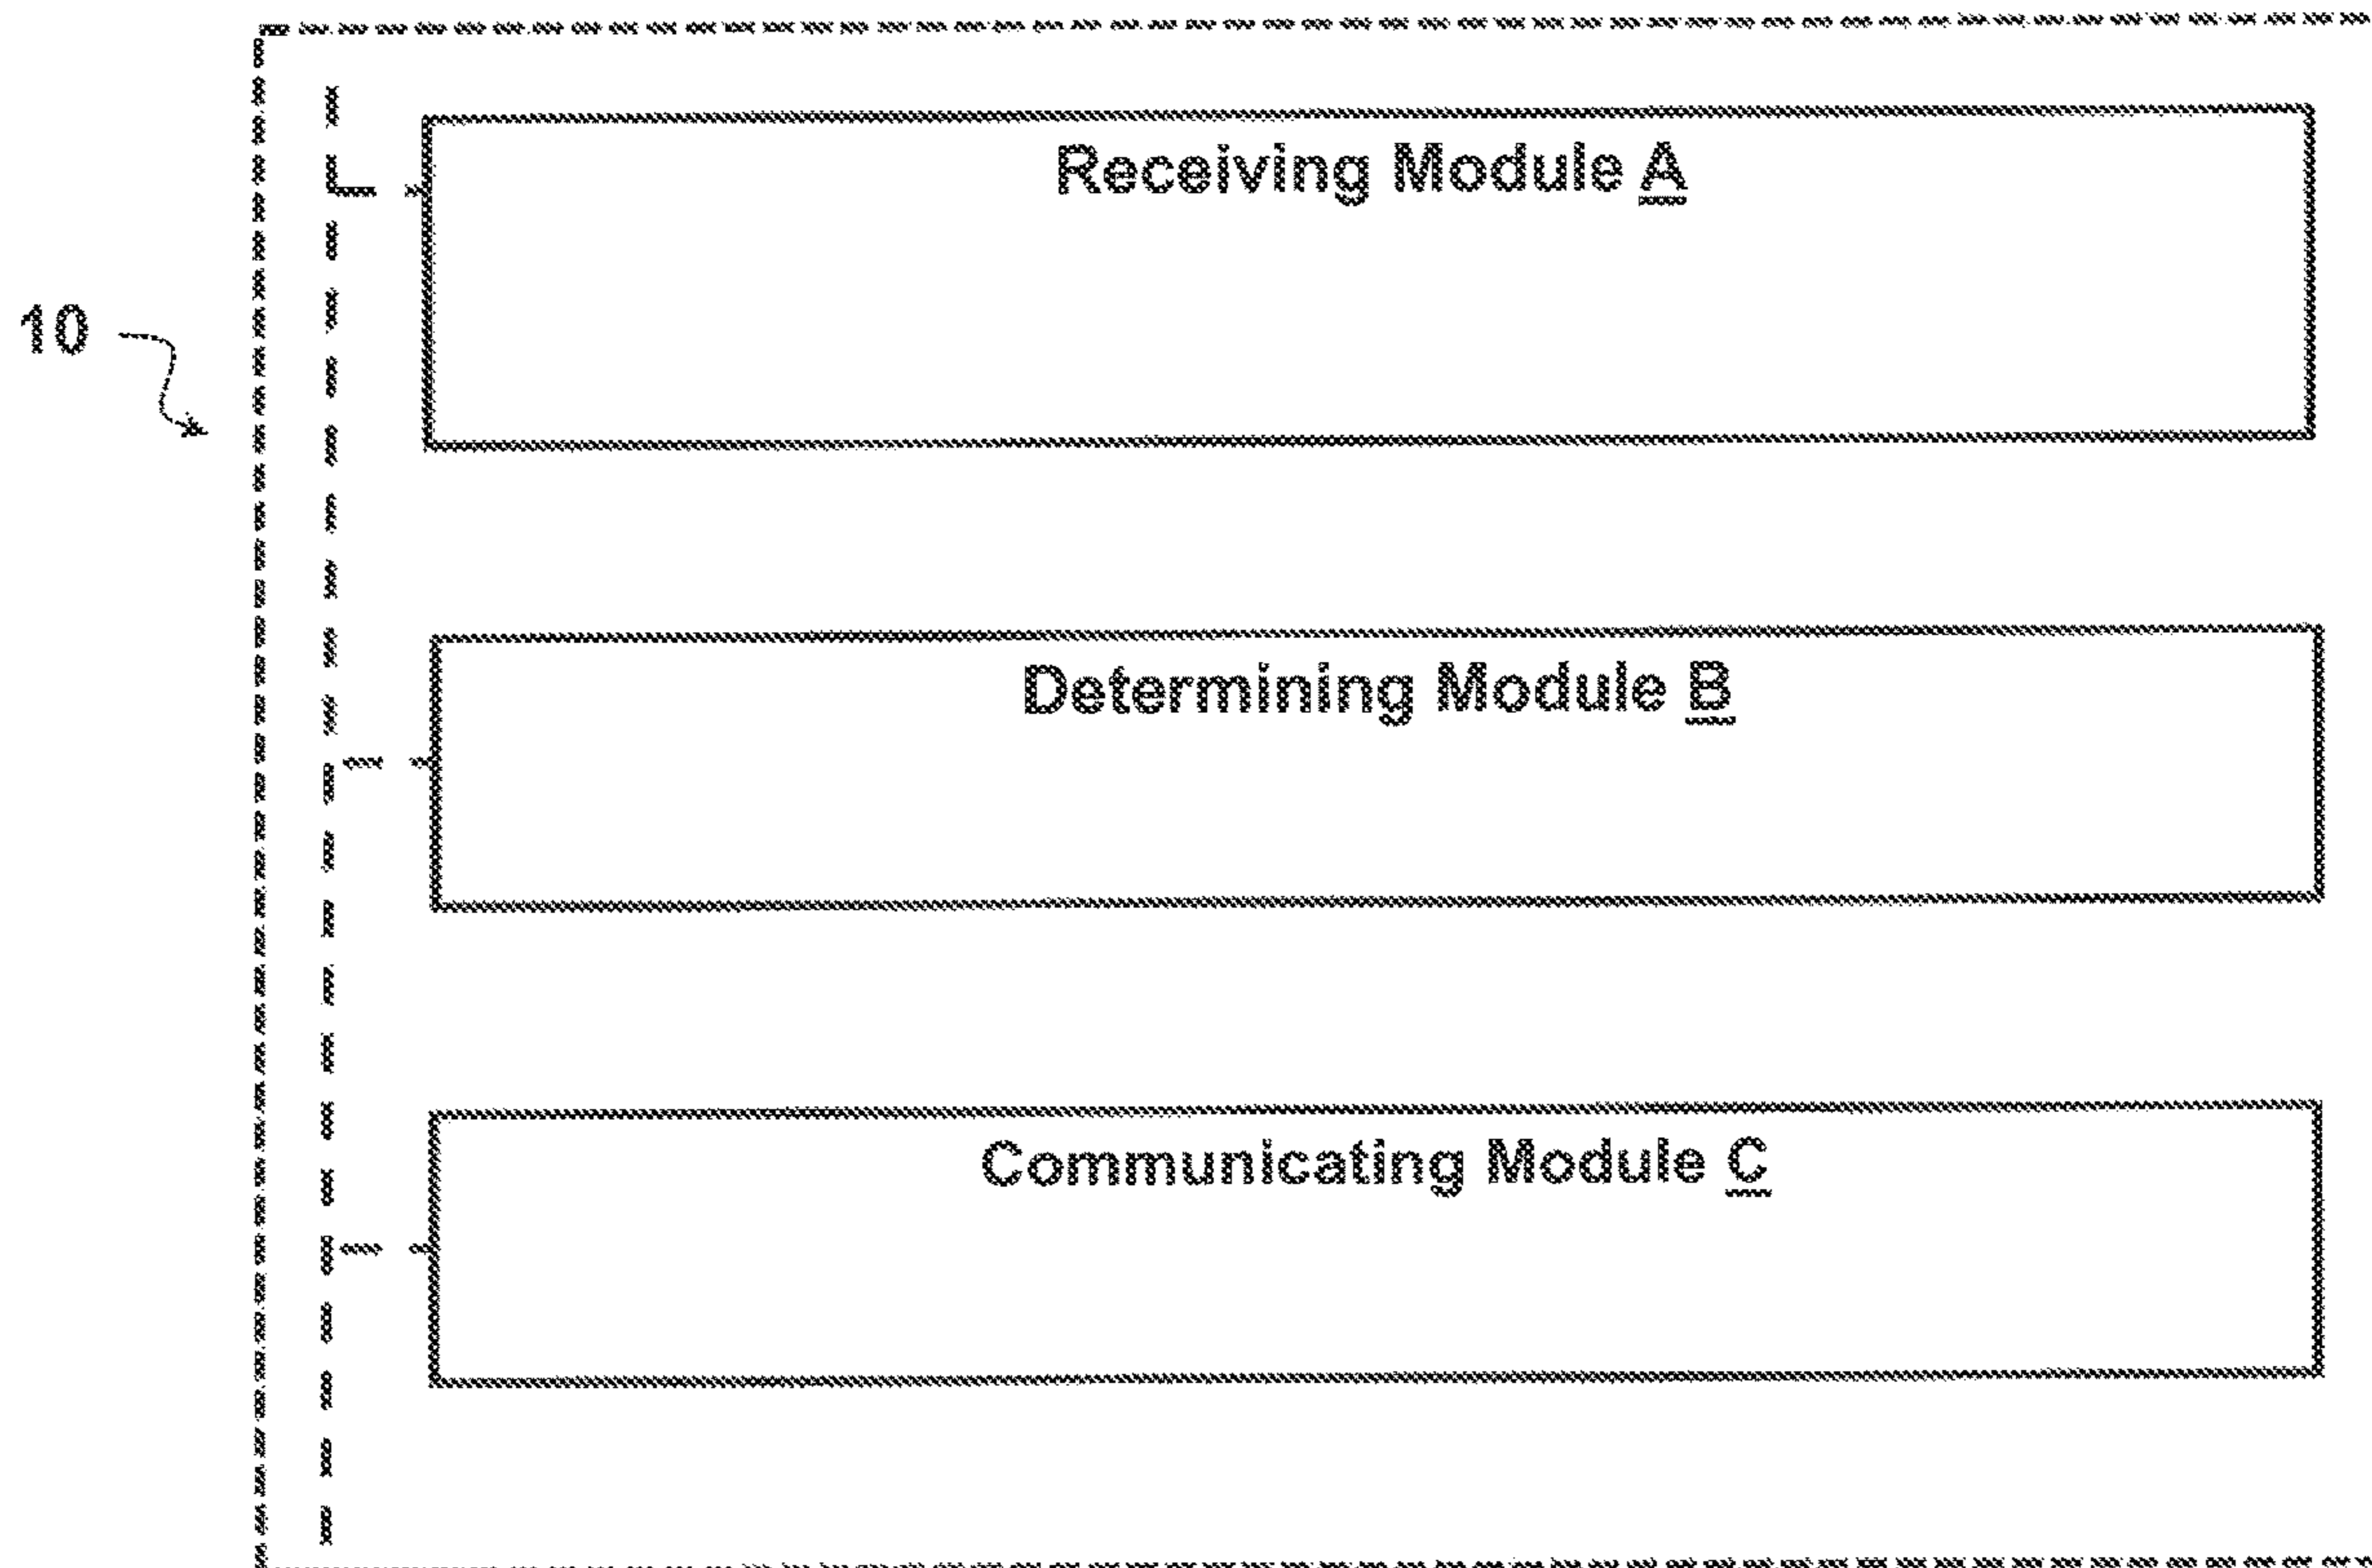 Receiving Module A
10
Determining Module B
Communicating Module C